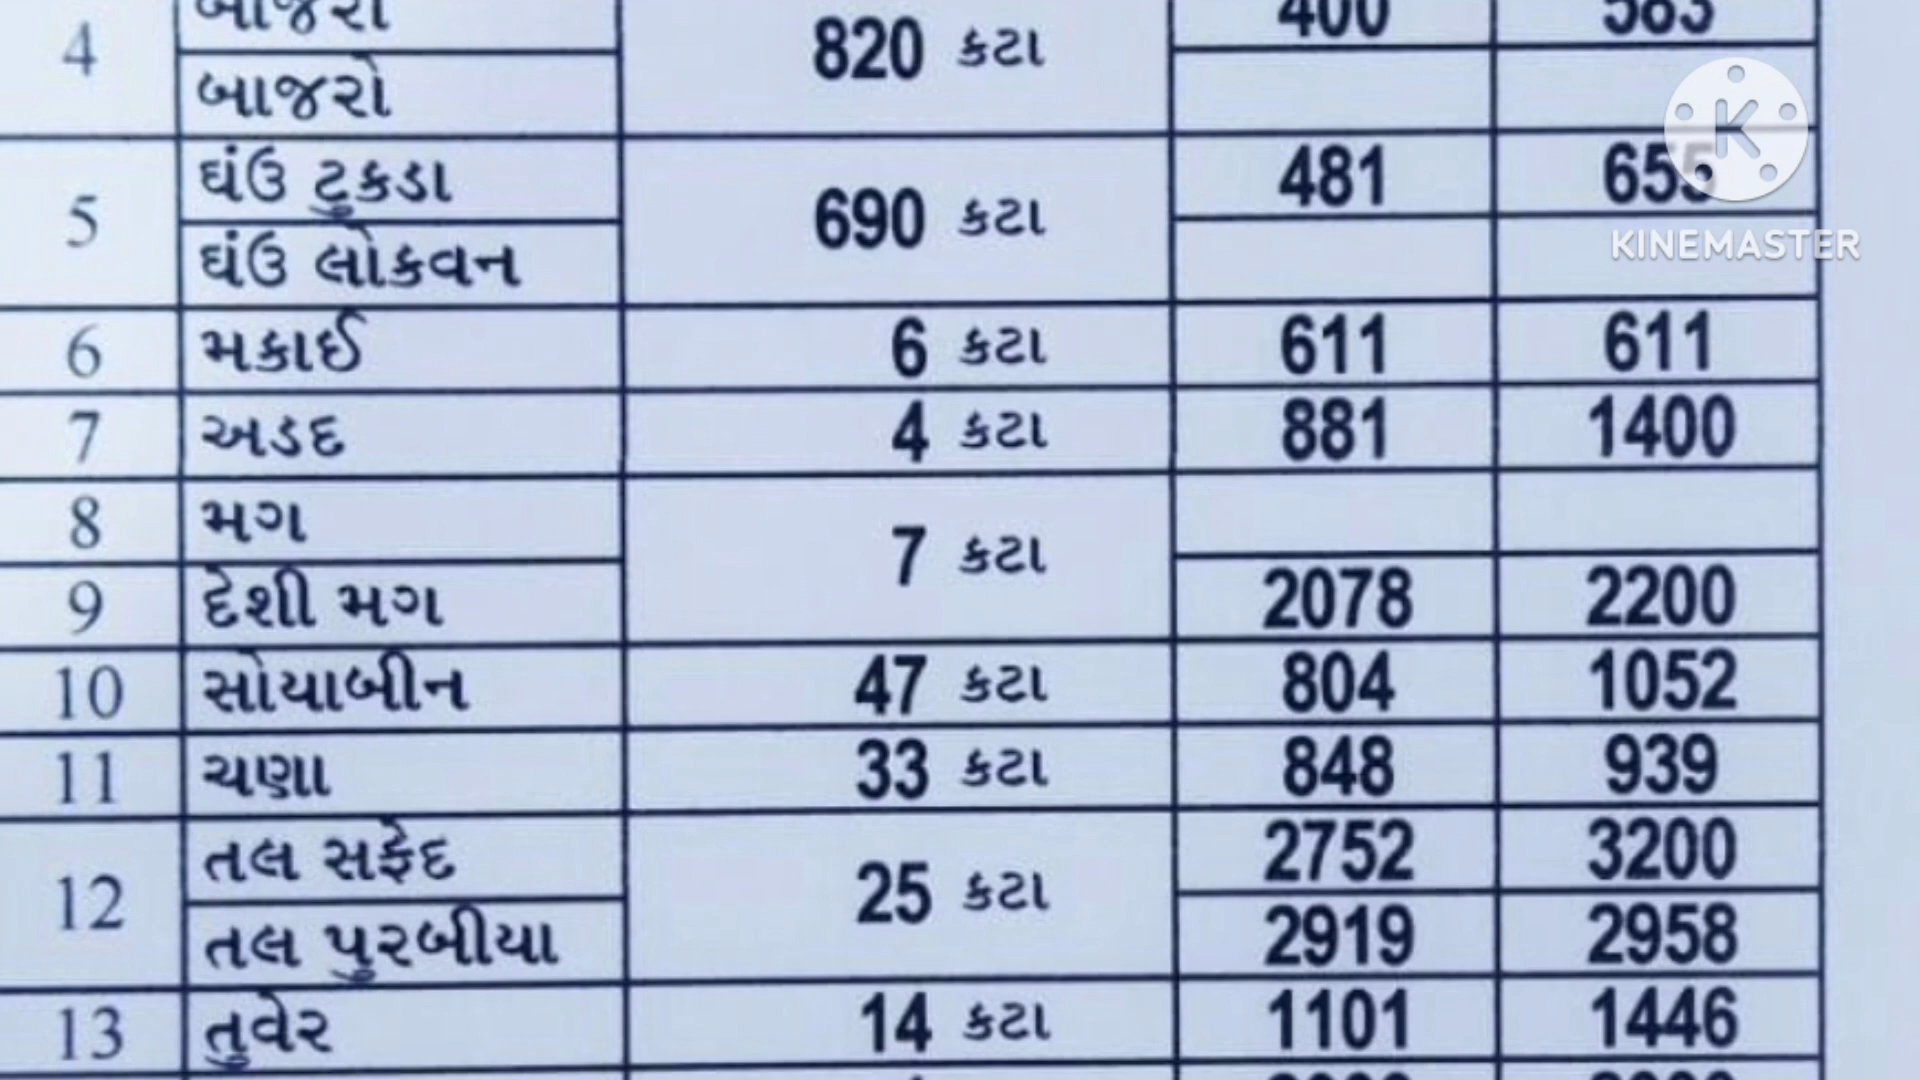 4 બાજરો 820 કટા 400 583
બાજરો
5 ઘંઉ ટુકડા 690 કટા 481 655
ઘંઉ લોકવન
6 મકાઈ 6 કટા 611 611
7 અડદ 4 કટા 881 1400
8 મગ 7 કટા
9 દેશી મગ 2078 2200
10 સોયાબીન 47 કટા 804 1052
11 ચણા 33 કટા 848 939
12 તલ સફેદ 25 કટા 2752 3200
તલ પુરબીયા 2919 2958
13 તુવેર 14 કટા 1101 1446
K
KINEMASTER